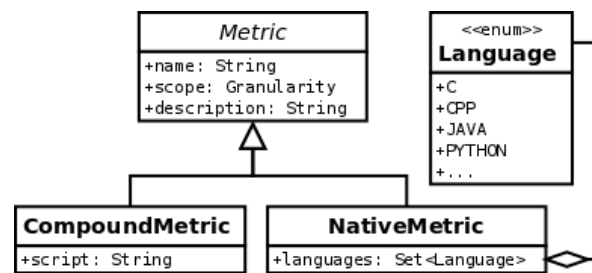 Metric
+name: String
+scope: Granularity
+description: String
<<enum>>
Language
+C
+CPP
+JAVA
+PYTHON
+...
CompoundMetric
+script: String
NativeMetric
+languages: Set<Language>